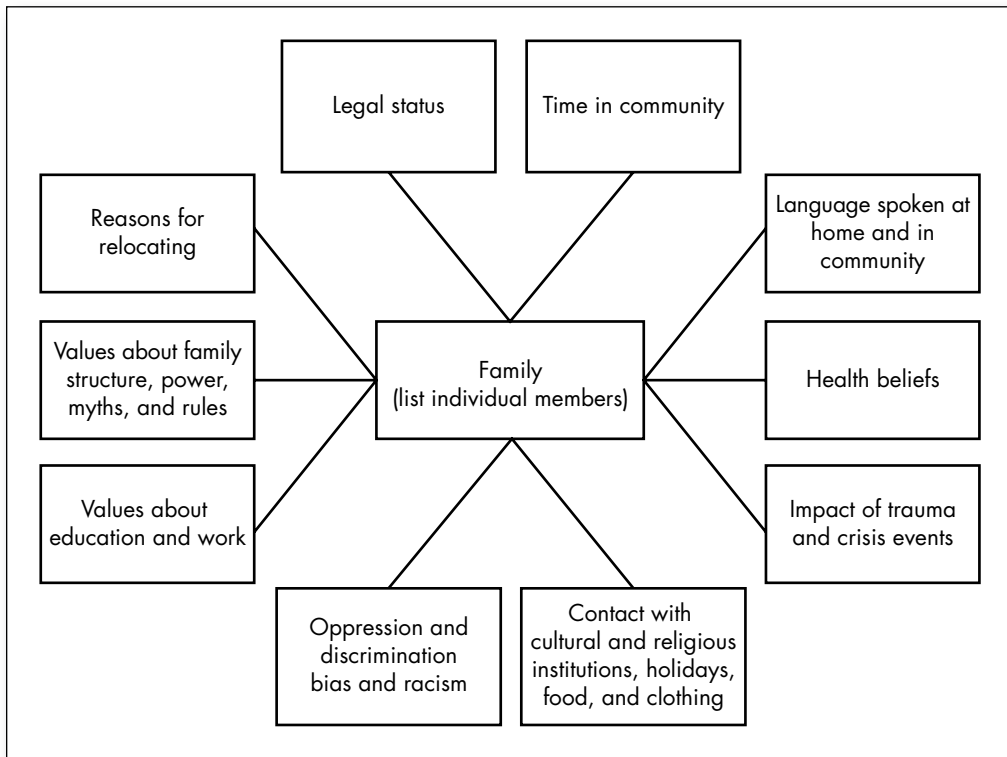 Legal status
Time in community
Reasons for
relocating
Language spoken at
home and in
community
Values about family
structure, power,
myths, and rules
Family
(list individual members)
Health beliefs
Values about
education and work
Impact of trauma
and crisis events
Oppression and
discrimination
bias and racism
Contact with
cultural and religious
institutions, holidays,
food, and clothing